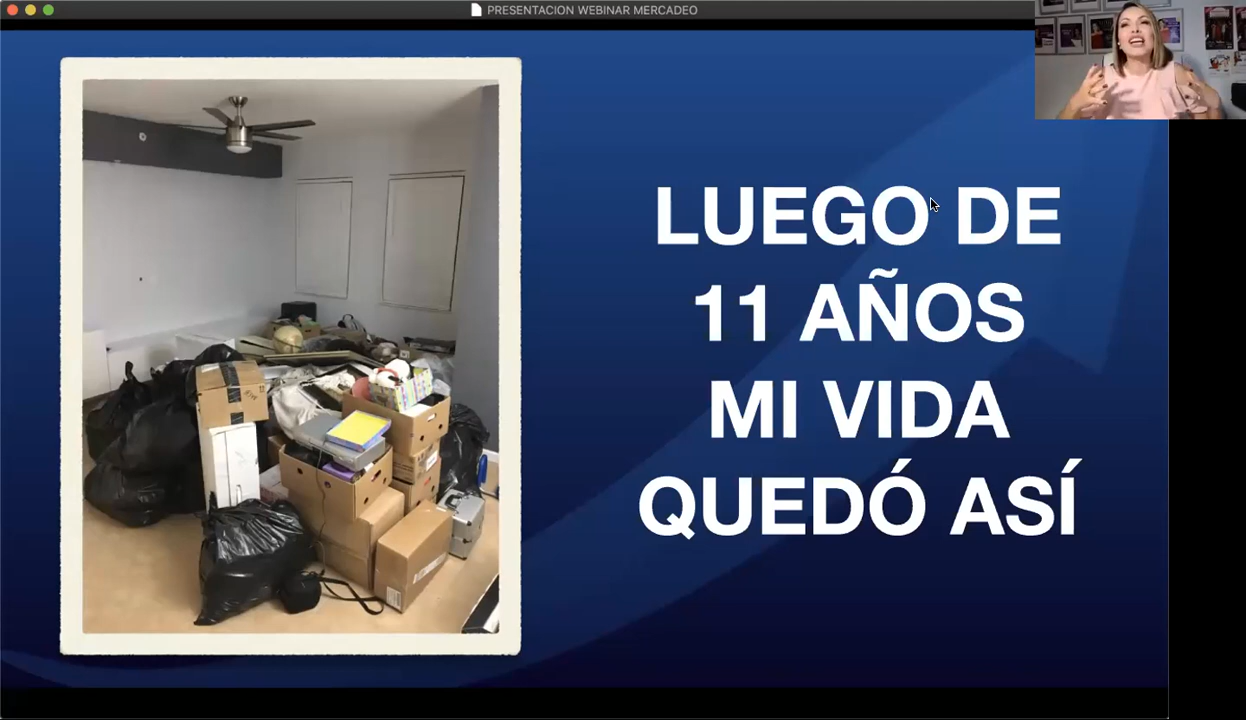 PRESENTACION WEBINAR MERCADEO
LUEGO DE
11 AÑOS
MI VIDA
QUEDÓ ASÍ